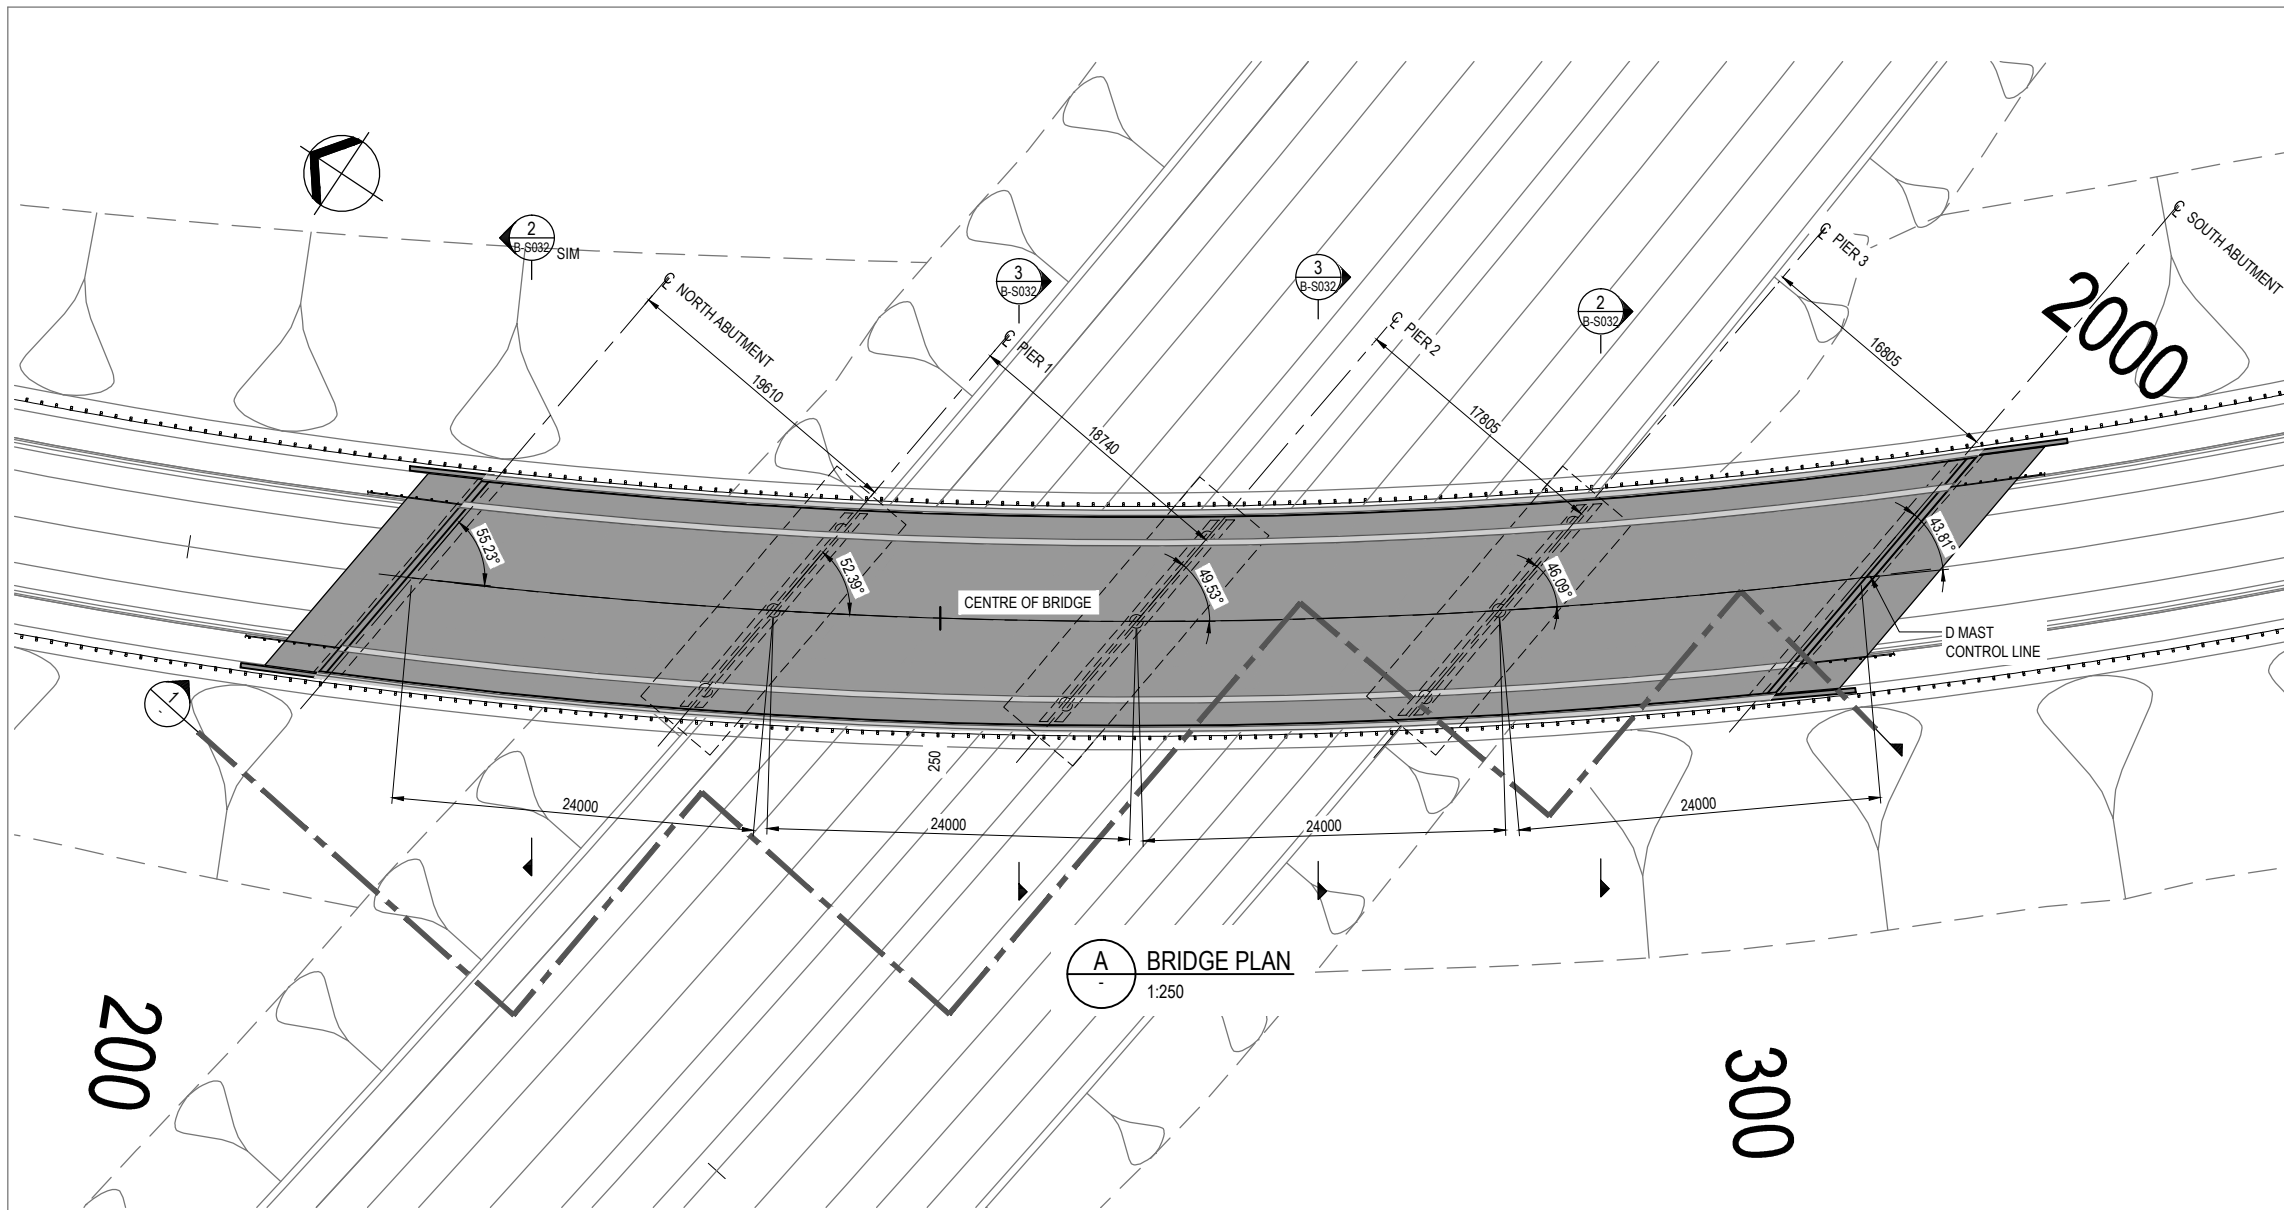 2
B-S032
SIM
3
B-S032
3
B-S032
2
B-S032
℄ NORTH ABUTMENT
℄ PIER 1
℄ PIER 2
℄ PIER 3
℄ SOUTH ABUTMENT
19610
18740
17805
16805
2000
55.23°
52.39°
49.53°
46.09°
43.81°
CENTRE OF BRIDGE
D MAST
CONTROL LINE
1
-
250
24000
24000
24000
24000
A
-
BRIDGE PLAN
1:250
200
300